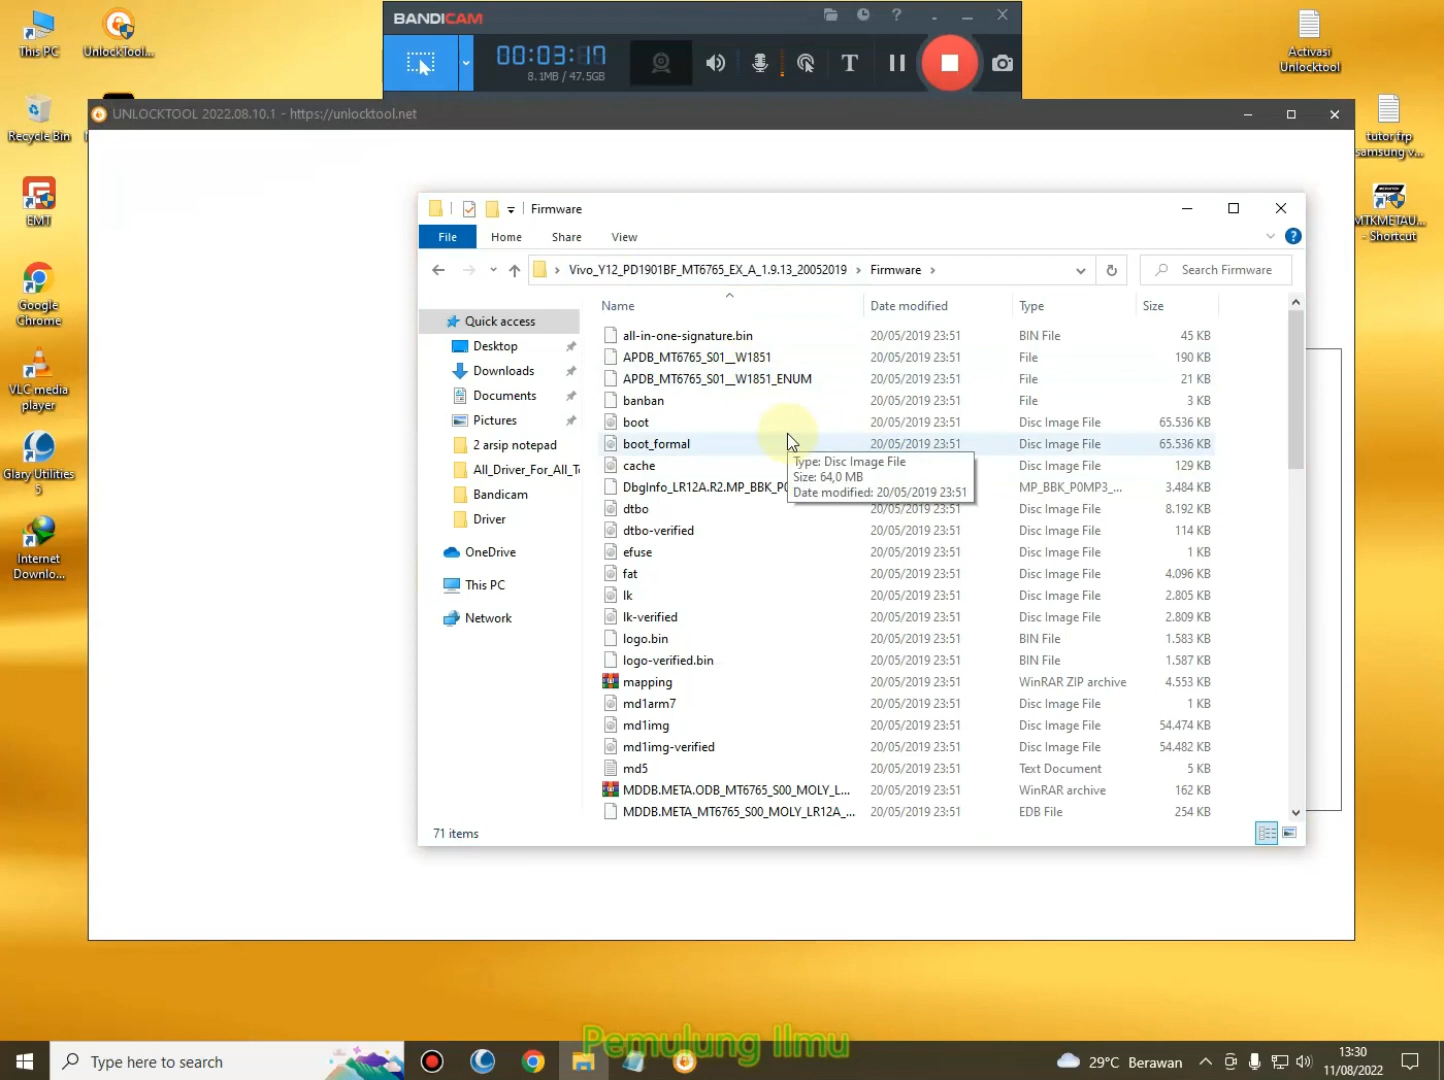 This PC
UnlockTool...
BANDICAM
00:03:17
8.1MB / 47.5GB
Activasi
Unlocktool
Recycle Bin
UNLOCKTOOL 2022.08.10.1 - https://unlocktool.net
tutor frp
samsung v...
EMT
MTKMETAU...
- Shortcut
Google
Chrome
VLC media
player
Glary Utilities
5
Internet
Downlo...
Firmware
File Home Share View
Vivo_Y12_PD1901BF_MT6765_EX_A_1.9.13_20052019 > Firmware >
Search Firmware
Name Date modified Type Size
Quick access
Desktop
Downloads
Documents
Pictures
2 arsip notepad
All_Driver_For_All_T
Bandicam
Driver
OneDrive
This PC
Network
all-in-one-signature.bin 20/05/2019 23:51 BIN File 45 KB
APDB_MT6765_S01__W1851 20/05/2019 23:51 File 190 KB
APDB_MT6765_S01__W1851_ENUM 20/05/2019 23:51 File 21 KB
banban 20/05/2019 23:51 File 3 KB
boot 20/05/2019 23:51 Disc Image File 65.536 KB
boot_formal 20/05/2019 23:51 Disc Image File 65.536 KB
cache Disc Image File 129 KB
DbgInfo_LR12A.R2.MP_BBK_P0 MP_BBK_P0MP3_... 3.484 KB
Type: Disc Image File
Size: 64,0 MB
Date modified: 20/05/2019 23:51
dtbo 20/05/2019 23:51 Disc Image File 8.192 KB
dtbo-verified 20/05/2019 23:51 Disc Image File 114 KB
efuse 20/05/2019 23:51 Disc Image File 1 KB
fat 20/05/2019 23:51 Disc Image File 4.096 KB
lk 20/05/2019 23:51 Disc Image File 2.805 KB
lk-verified 20/05/2019 23:51 Disc Image File 2.809 KB
logo.bin 20/05/2019 23:51 BIN File 1.583 KB
logo-verified.bin 20/05/2019 23:51 BIN File 1.587 KB
mapping 20/05/2019 23:51 WinRAR ZIP archive 4.553 KB
md1arm7 20/05/2019 23:51 Disc Image File 1 KB
md1img 20/05/2019 23:51 Disc Image File 54.474 KB
md1img-verified 20/05/2019 23:51 Disc Image File 54.482 KB
md5 20/05/2019 23:51 Text Document 5 KB
MDDB.META.ODB_MT6765_S00_MOLY_L... 20/05/2019 23:51 WinRAR archive 162 KB
MDDB.META_MT6765_S00_MOLY_LR12A_... 20/05/2019 23:51 EDB File 254 KB
71 items
Pemulung Ilmu
Type here to search
29°C Berawan
13:30
11/08/2022